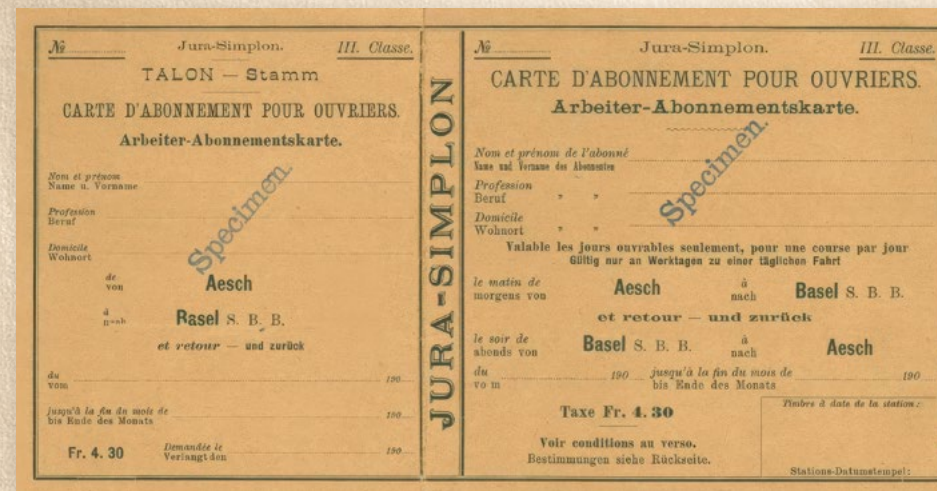 № Jura-Simplon. III. Classe.
TALON — Stamm
CARTE D'ABONNEMENT POUR OUVRIERS.
Arbeiter-Abonnementskarte.
Nom et prénom
Name u. Vorname
Profession
Beruf
Domicile
Wohnort
Specimen.
de
von Aesch
à
Rasel S. B. B.
et retour — und zurück
du
vom 190
jusqu'à la fin du mois de
bis Ende des Monats 190
Fr. 4. 30 Demandée le
Verlangt den 190
JURA-SIMPLON
№ Jura-Simplon. III. Classe.
CARTE D'ABONNEMENT POUR OUVRIERS.
Arbeiter-Abonnementskarte.
Nom et prénom de l'abonné
Name und Vorname des Abonnenten
Profession
Beruf " "
Domicile
Wohnort " "
Specimen.
Valable les jours ouvrables seulement, pour une course par jour
Gültig nur an Werktagen zu einer täglichen Fahrt
le matin de à
morgens von Aesch nach Basel S. B. B.
et retour — und zurück
le soir de à
abends von Basel S. B. B. nach Aesch
du 190 jusqu'à la fin du mois de 190
vom bis Ende des Monats
Taxe Fr. 4. 30
Voir conditions au verso.
Bestimmungen siehe Rückseite.
Timbre à date de la station:
Stations-Datumstempel: